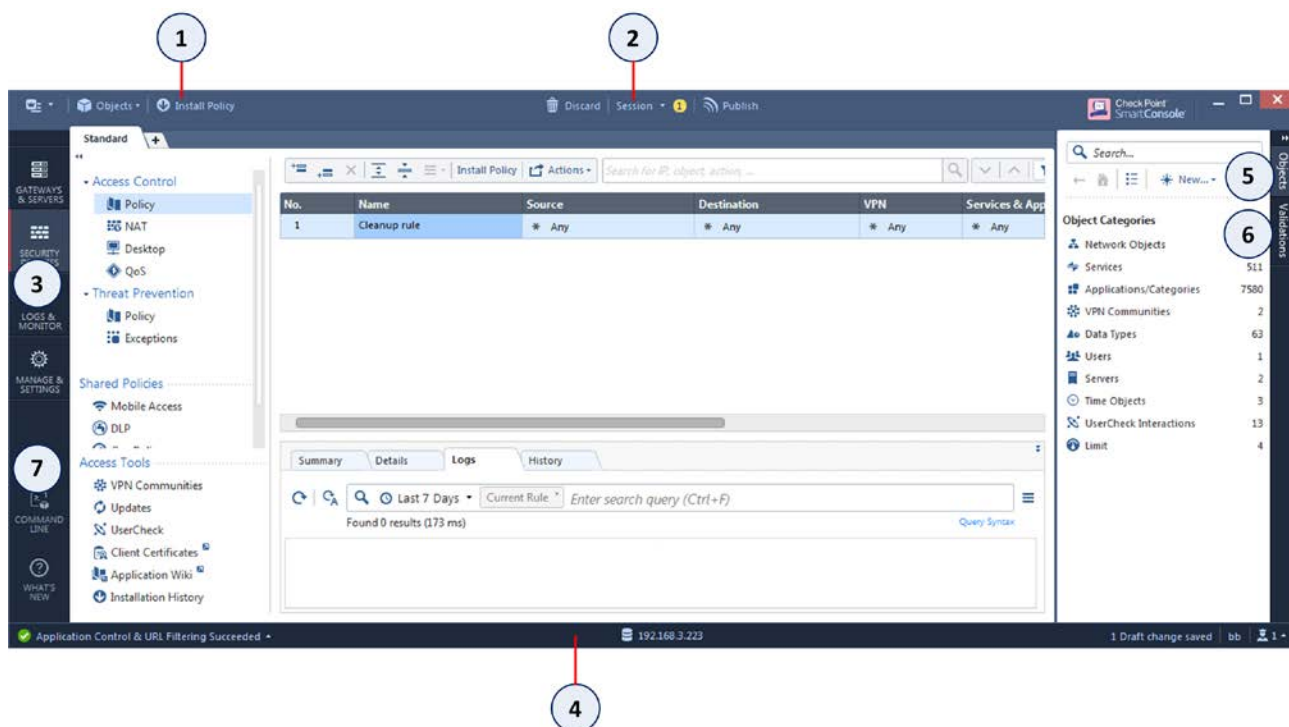 1
2
Objects
Install Policy
Discard
Session
1
Publish
Check Point
SmartConsole
Standard
+
GATEWAYS
& SERVERS
SECURITY
3
LOGS &
MONITOR
MANAGE &
SETTINGS
7
COMMAND
LINE
WHAT'S
NEW
Access Control
Policy
NAT
Desktop
QoS
Threat Prevention
Policy
Exceptions
Shared Policies
Mobile Access
DLP
Access Tools
VPN Communities
Updates
UserCheck
Client Certificates
Application Wiki
Installation History
Install Policy
Actions
Search for IP, object, action, ...
No. Name Source Destination VPN Services & App
1 Cleanup rule * Any * Any * Any * Any
Summary
Details
Logs
History
Last 7 Days
Current Rule
Enter search query (Ctrl+F)
Found 0 results (173 ms)
Query Syntax
Search...
New...
5
Objects
6
Validations
Object Categories
Network Objects
Services 511
Applications/Categories 7580
VPN Communities 2
Data Types 63
Users 1
Servers 2
Time Objects 3
UserCheck Interactions 13
Limit 4
Application Control & URL Filtering Succeeded
192.168.3.223
1 Draft change saved
bb
1
4